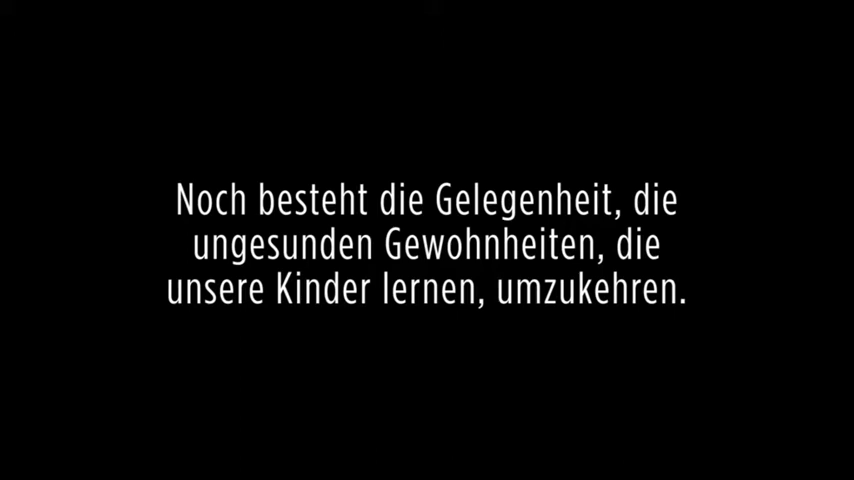 Noch besteht die Gelegenheit, die
ungesunden Gewohnheiten, die
unsere Kinder lernen, umzukehren.